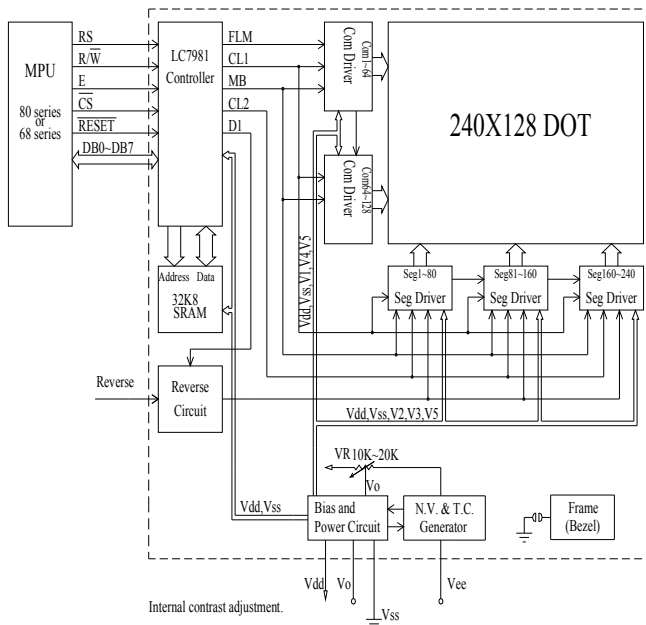 MPU
80 series
or
68 series
RS
R/W
E
CS
RESET
DB0~DB7
LC7981
Controller
FLM
CL1
MB
CL2
D1
Com Driver
Com1~64
Com Driver
Com64~128
240X128 DOT
Address Data
32K8
SRAM
Vdd,Vss,V1,V4,V5
Seg1~80
Seg Driver
Seg81~160
Seg Driver
Seg160~240
Seg Driver
Reverse
Reverse
Circuit
Vdd,Vss,V2,V3,V5
VR 10K~20K
Vo
Vdd,Vss
Bias and
Power Circuit
N.V. & T.C.
Generator
Frame
(Bezel)
Vdd
Vo
Vss
Vee
Internal contrast adjustment.